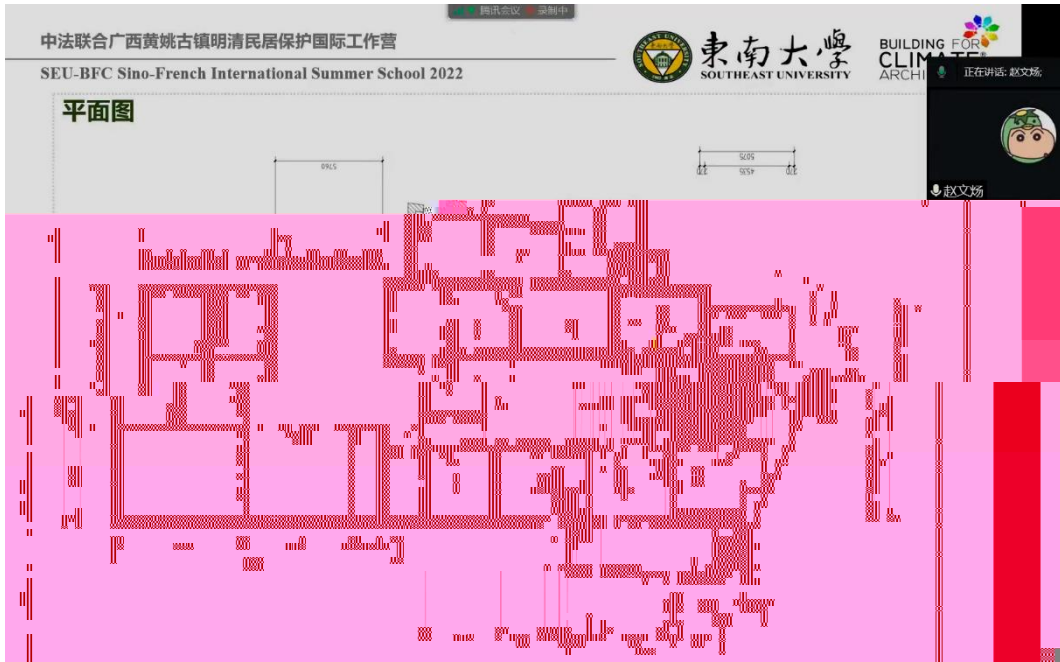 腾讯会议 录制中
中法联合广西黄姚古镇明清民居保护国际工作营
SEU-BFC Sino-French International Summer School 2022
東南大學
SOUTHEAST UNIVERSITY
BUILDING FOR
CLIMATE
ARCHI
正在讲话: 赵文炀;
赵文炀
平面图
5760
5075
370 4535 170